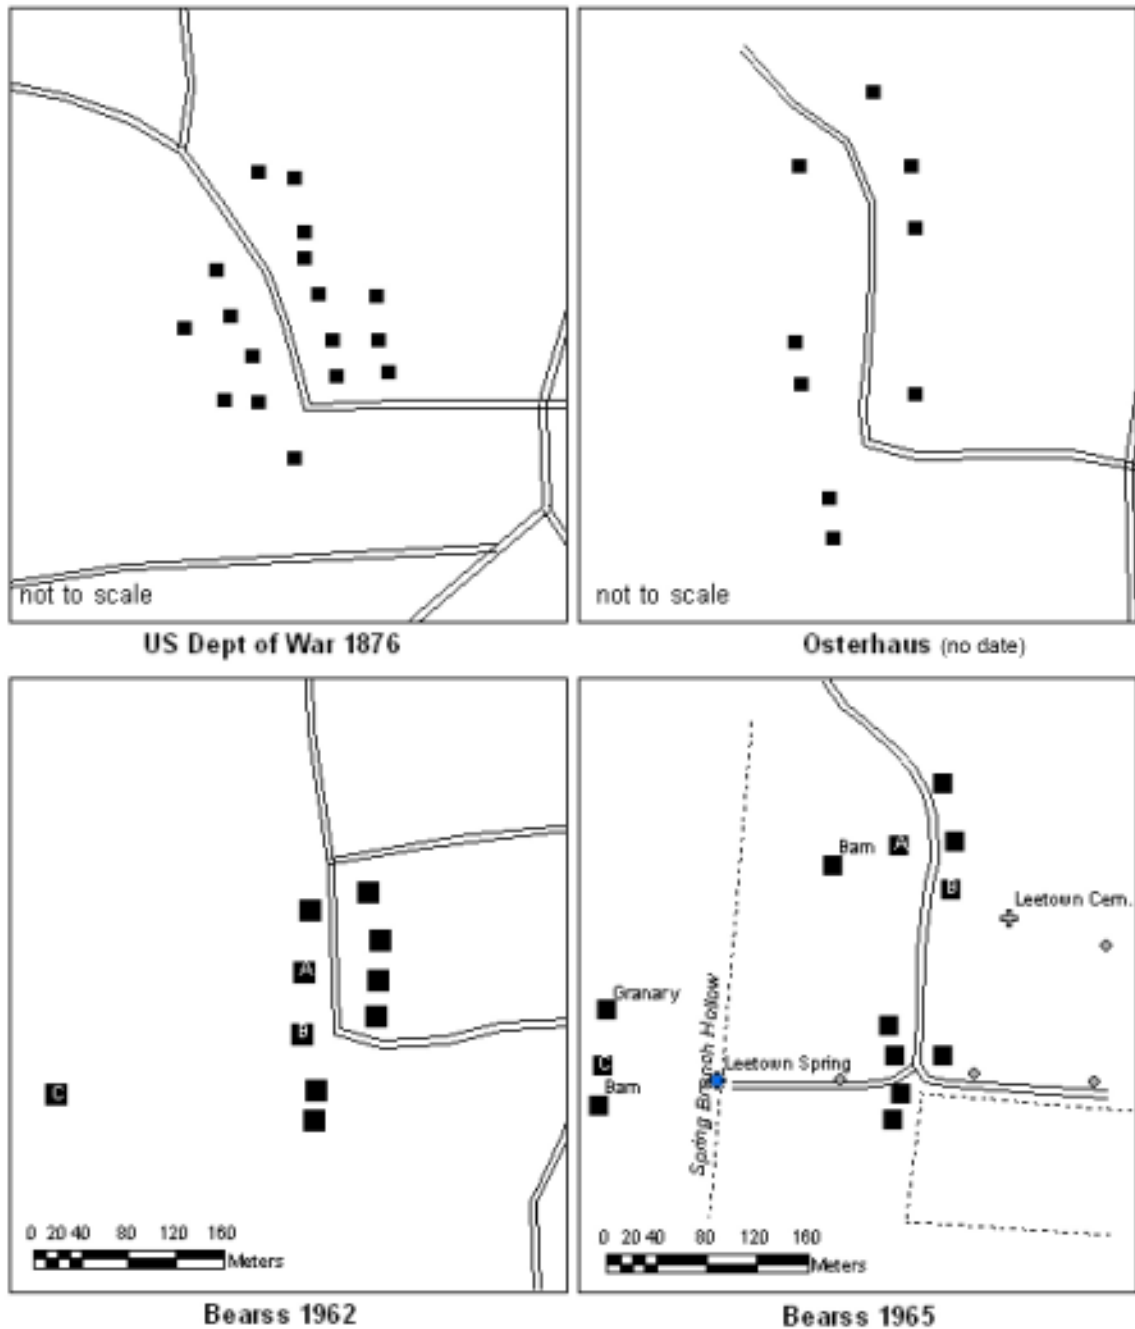 not to scale
US Dept of War 1876
not to scale
Osterhaus (no date)
A
B
C
0 20 40 80 120 160
Meters
Bearss 1962
Barn
A
B
Leetown Cem.
Granary
Spring Branch Hollow
Leetown Spring
C
Barn
0 20 40 80 120 160
Meters
Bearss 1965